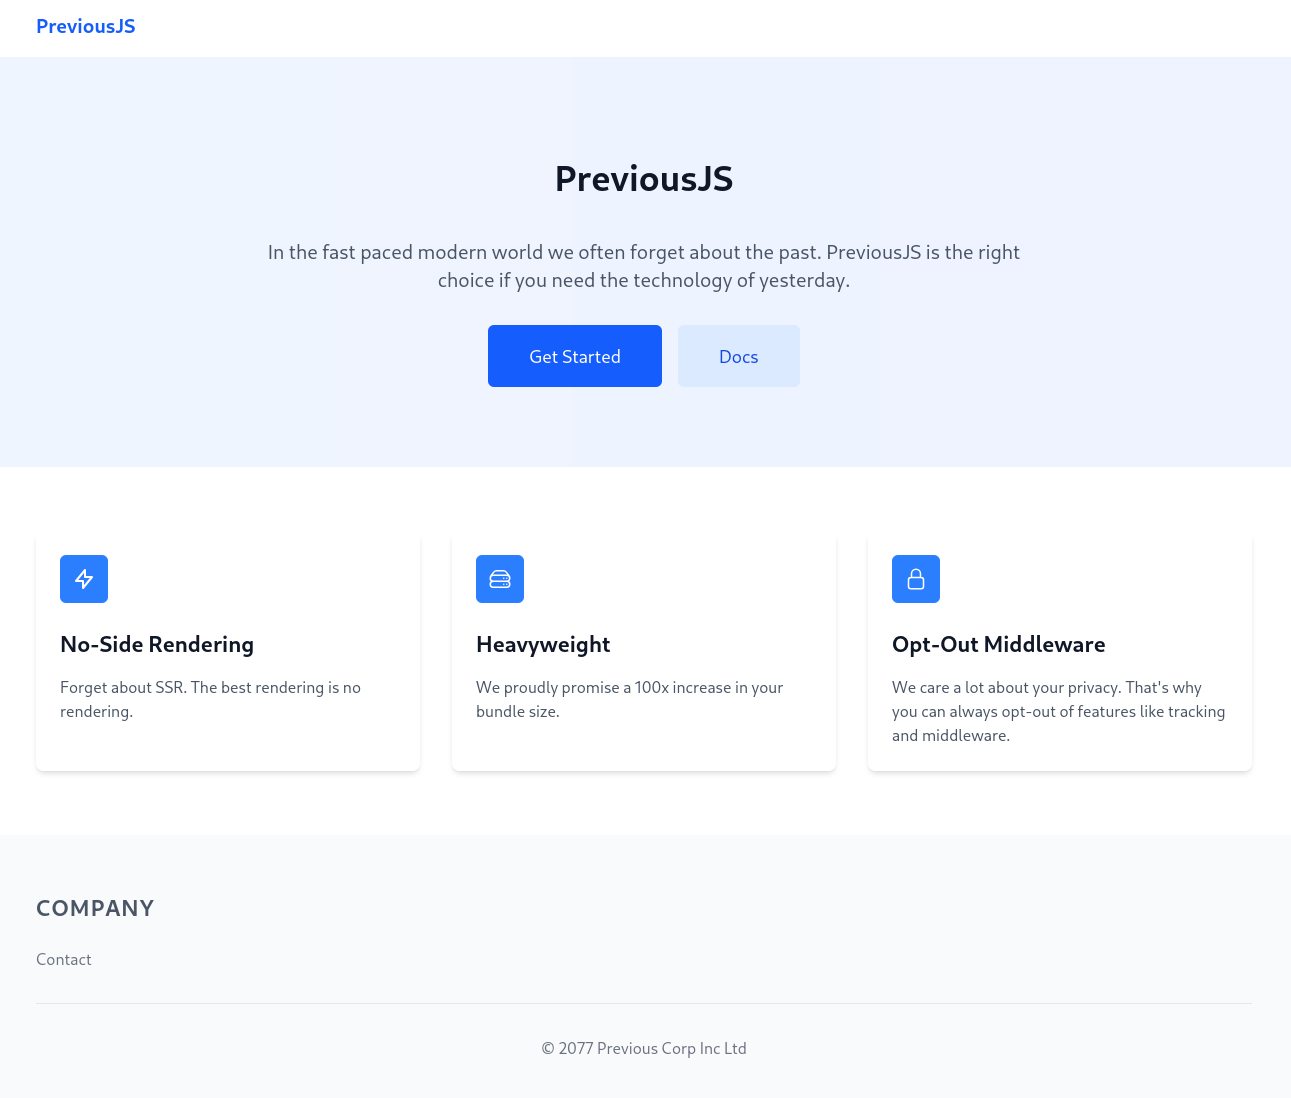 PreviousJS
PreviousJS
In the fast paced modern world we often forget about the past. PreviousJS is the right
choice if you need the technology of yesterday.
Get Started
Docs
No-Side Rendering
Forget about SSR. The best rendering is no
rendering.
Heavyweight
We proudly promise a 100x increase in your
bundle size.
Opt-Out Middleware
We care a lot about your privacy. That's why
you can always opt-out of features like tracking
and middleware.
COMPANY
Contact
© 2077 Previous Corp Inc Ltd